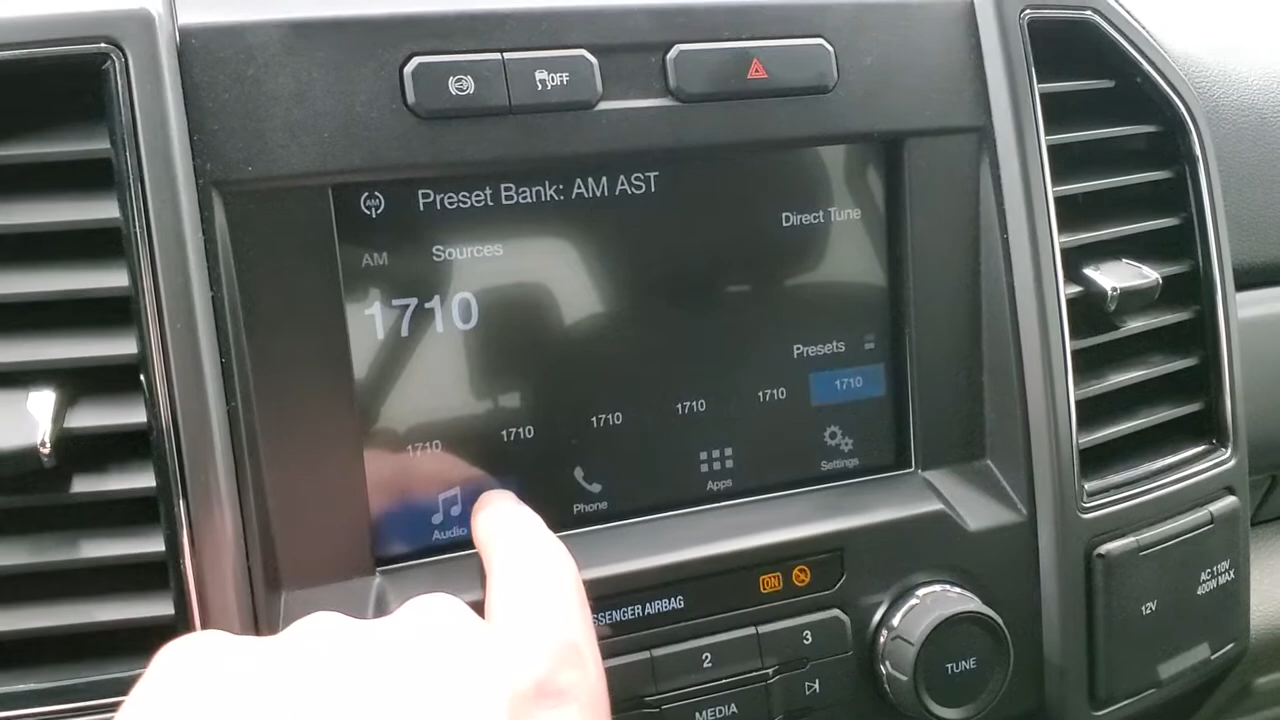 OFF
AM
Preset Bank: AM AST
Direct Tune
AM
Sources
1710
Presets
1710
1710
1710
1710
1710
1710
Audio
Phone
Apps
Settings
ON
SSENGER AIRBAG
2
3
MEDIA
TUNE
12V
AC 110V
400W MAX